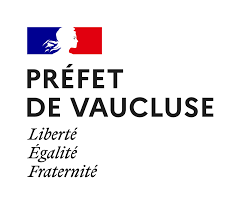 PRÉFET
DE VAUCLUSE
Liberté
Égalité
Fraternité